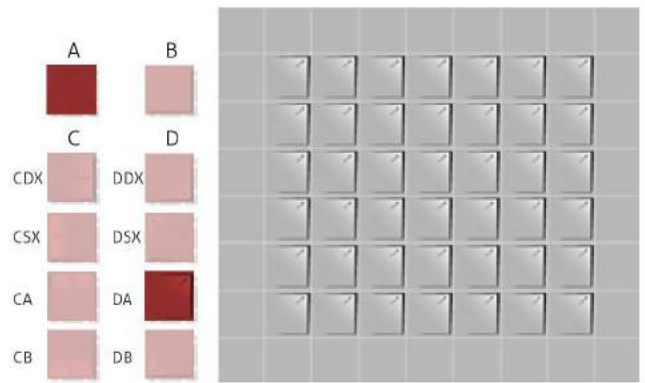 A B
C D
CDX DDX
CSX DSX
CA DA
CB DB